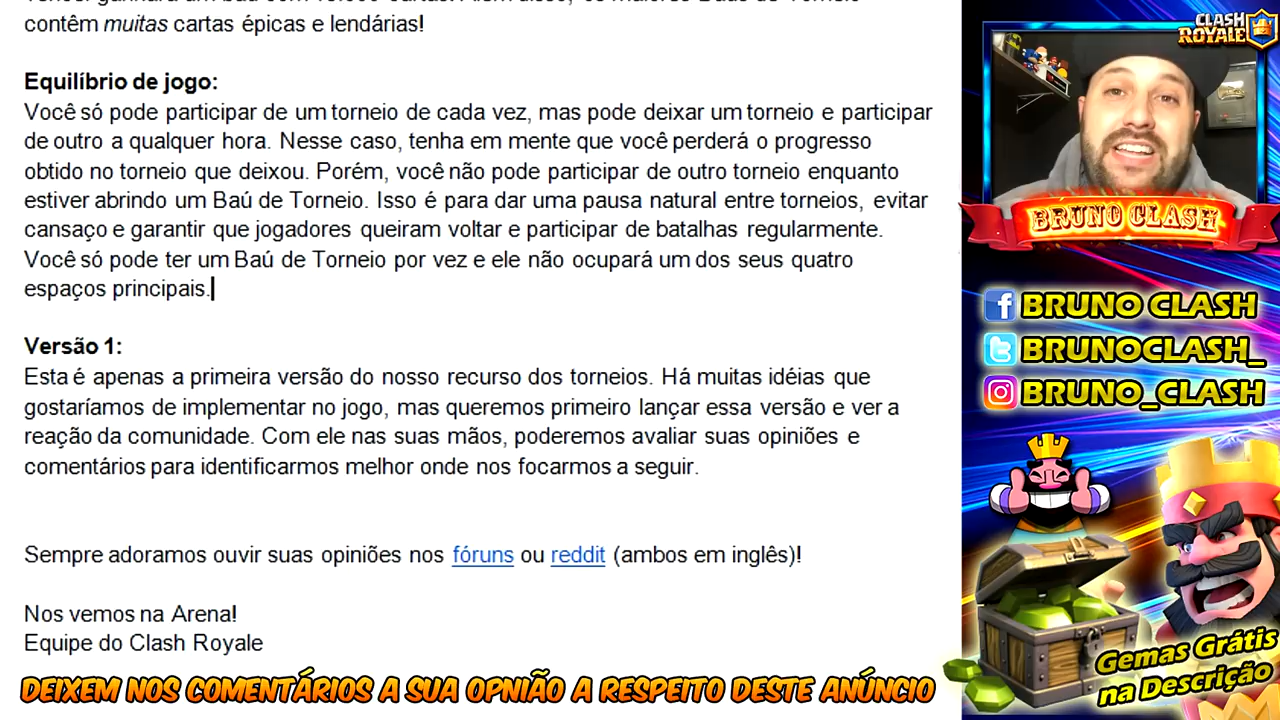 contêm muitas cartas épicas e lendárias!
Equilíbrio de jogo:
Você só pode participar de um torneio de cada vez, mas pode deixar um torneio e participar
de outro a qualquer hora. Nesse caso, tenha em mente que você perderá o progresso
obtido no torneio que deixou. Porém, você não pode participar de outro torneio enquanto
estiver abrindo um Baú de Torneio. Isso é para dar uma pausa natural entre torneios, evitar
cansaço e garantir que jogadores queiram voltar e participar de batalhas regularmente.
Você só pode ter um Baú de Torneio por vez e ele não ocupará um dos seus quatro
espaços principais.
Versão 1:
Esta é apenas a primeira versão do nosso recurso dos torneios. Há muitas idéias que
gostaríamos de implementar no jogo, mas queremos primeiro lançar essa versão e ver a
reação da comunidade. Com ele nas suas mãos, poderemos avaliar suas opiniões e
comentários para identificarmos melhor onde nos focarmos a seguir.
Sempre adoramos ouvir suas opiniões nos fóruns ou reddit (ambos em inglês)!
Nos vemos na Arena!
Equipe do Clash Royale
DEIXEM NOS COMENTÁRIOS A SUA OPNIÃO A RESPEITO DESTE ANÚNCIO
CLASH
ROYALE
BRUNO CLASH
BRUNO CLASH
BRUNOCLASH_
BRUNO_CLASH
Gemas Grátis
na Descrição